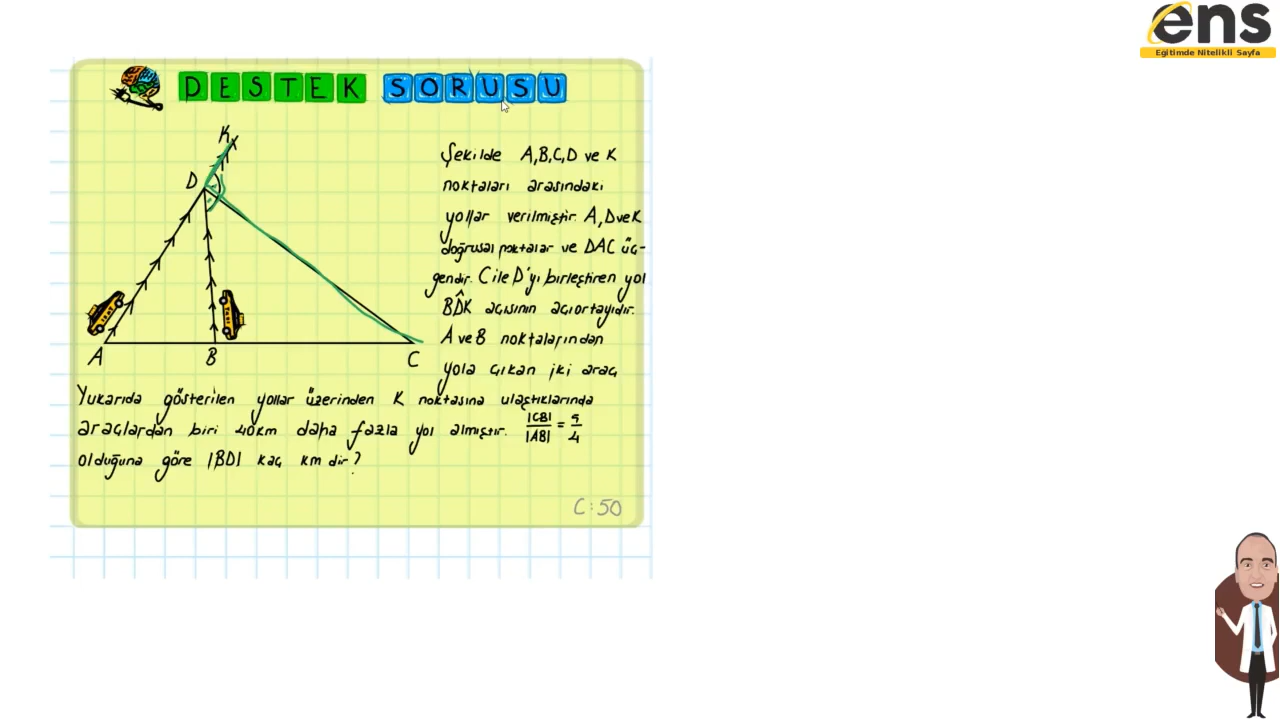 ens
Eğitimde Nitelikli Sayfa
DESTEK SORUSU
K
D
A
B
C
Şekilde A,B,C,D ve K
noktaları arasındaki
yollar verilmiştir. A,D ve K
doğrusal noktalar ve DAC üç-
gendir. C ile D'yi birleştiren yol
BD̂K açısının açıortayıdır.
A ve B noktalarından
yola çıkan iki araç
Yukarıda gösterilen yollar üzerinden K noktasına ulaştıklarında
araçlardan biri 40km daha fazla yol almıştır. |CB|/|AB| = 5/4
olduğuna göre |BD| kaç km dir?
C:50